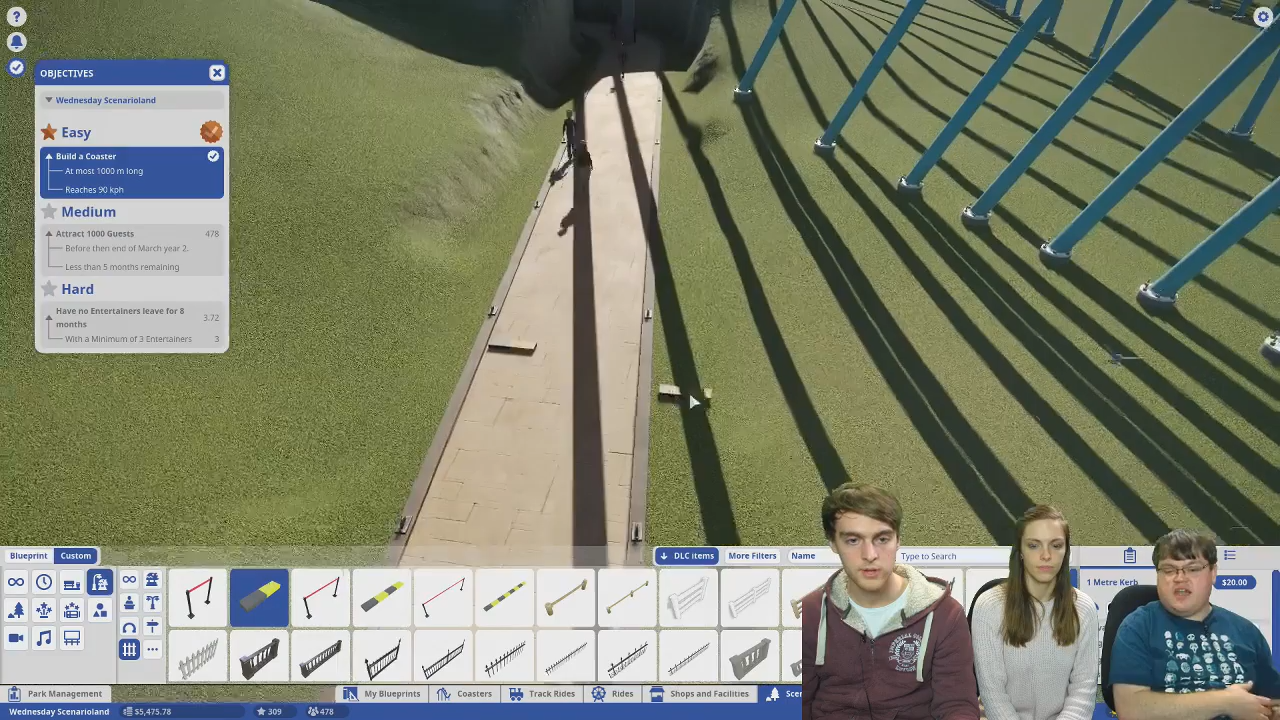 OBJECTIVES
Wednesday Scenarioland
Easy
Build a Coaster
At most 1000 m long
Reaches 90 kph
Medium
Attract 1000 Guests 478
Before then end of March year 2.
Less than 5 months remaining
Hard
Have no Entertainers leave for 8 months 3.72
With a Minimum of 3 Entertainers 3
Blueprint Custom DLC items More Filters Name Type to Search
1 Metre Kerb $20.00
Park Management My Blueprints Coasters Track Rides Rides Shops and Facilities
Wednesday Scenarioland $5,475.78 309 478